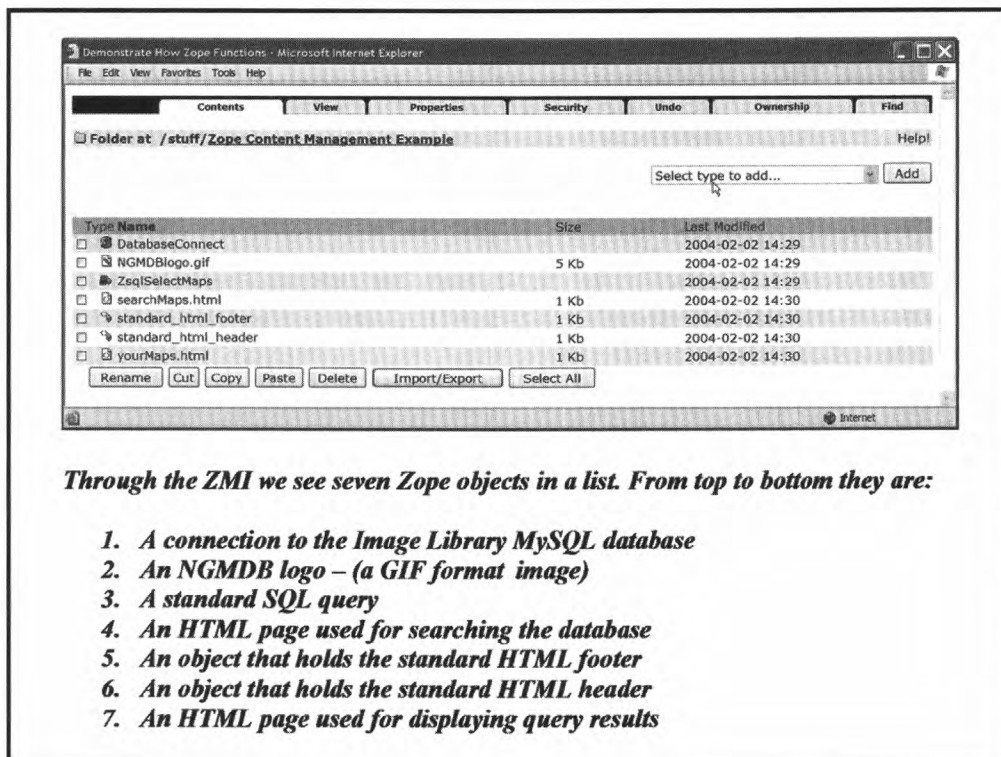 Demonstrate How Zope Functions - Microsoft Internet Explorer
File Edit View Favorites Tools Help
Contents View Properties Security Undo Ownership Find
Folder at /stuff/Zope Content Management Example Help!
Select type to add... Add
Type Name Size Last Modified
DatabaseConnect 2004-02-02 14:29
NGMDBlogo.gif 5 Kb 2004-02-02 14:29
ZsqlSelectMaps 2004-02-02 14:29
searchMaps.html 1 Kb 2004-02-02 14:30
standard_html_footer 1 Kb 2004-02-02 14:30
standard_html_header 1 Kb 2004-02-02 14:30
yourMaps.html 1 Kb 2004-02-02 14:30
Rename Cut Copy Paste Delete Import/Export Select All
Internet
Through the ZMI we see seven Zope objects in a list. From top to bottom they are:
1. A connection to the Image Library MySQL database
2. An NGMDB logo – (a GIF format image)
3. A standard SQL query
4. An HTML page used for searching the database
5. An object that holds the standard HTML footer
6. An object that holds the standard HTML header
7. An HTML page used for displaying query results